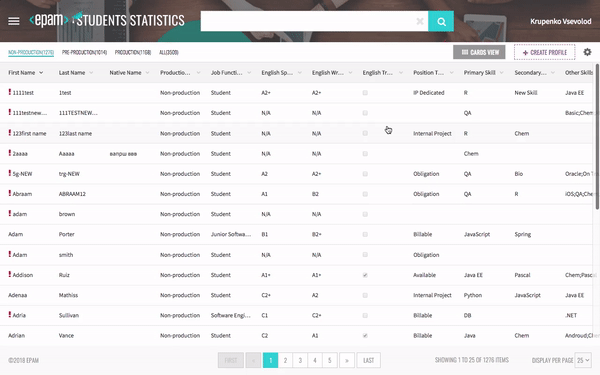 <epam> STUDENTS STATISTICS Krupenko Vsevolod
NON-PRODUCTION(1276) PRE-PRODUCTION(1014) PRODUCTION(1168) ALL(3509) CARDS VIEW + CREATE PROFILE
First Name Last Name Native Name Productio... Job Functi... English Sp... English Wr... English Tr... Position T... Primary Skill Secondary... Other Skills
1111test 1test Non-production Student A2+ A2+ IP Dedicated R New Skill Java EE
111testnew... 111TESTNEW... Non-production Student N/A N/A QA Basic;Chem
123first name 123last name Non-production Student N/A N/A Internal Project R Chem
2aaaa Aaaaa Non-production Student N/A N/A Chem
5g-NEW trg-NEW Non-production Student A2 A2+ Obligation QA Bio Oracle;On T
Abraam ABRAAM12 Non-production Student A1 B2 Obligation QA R iOS;QA;Chem
adam brown Non-production Student N/A N/A
Adam Porter Non-production Junior Softwa... B1 B2+ Billable JavaScript Spring
Adam smith Non-production Student N/A N/A Obligation
Addison Ruiz Non-production Student A1+ A1+ Available Java EE Pascal Chem;Pascal
Adenaa Mathiss Non-production Student C2+ A2 Internal Project Python JavaScript Java EE
Adria Sullivan Non-production Software Engi... C1 C2+ Billable DB .NET
Adrian Vance Non-production Student C2 A1 Billable Java EE Chem Androud;Ch
©2018 EPAM FIRST « 1 2 3 4 5 » LAST SHOWING 1 TO 25 OF 1276 ITEMS DISPLAY PER PAGE 25